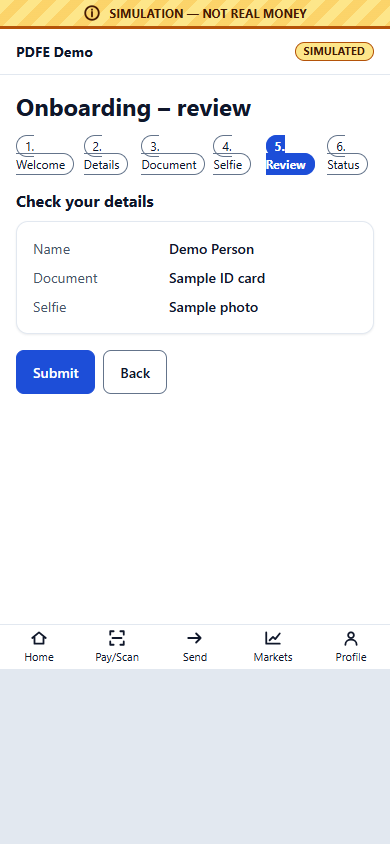 SIMULATION — NOT REAL MONEY
PDFE Demo
SIMULATED
Onboarding – review
1. Welcome
2. Details
3. Document
4. Selfie
5. Review
6. Status
Check your details
Name Demo Person
Document Sample ID card
Selfie Sample photo
Submit Back
Home Pay/Scan Send Markets Profile